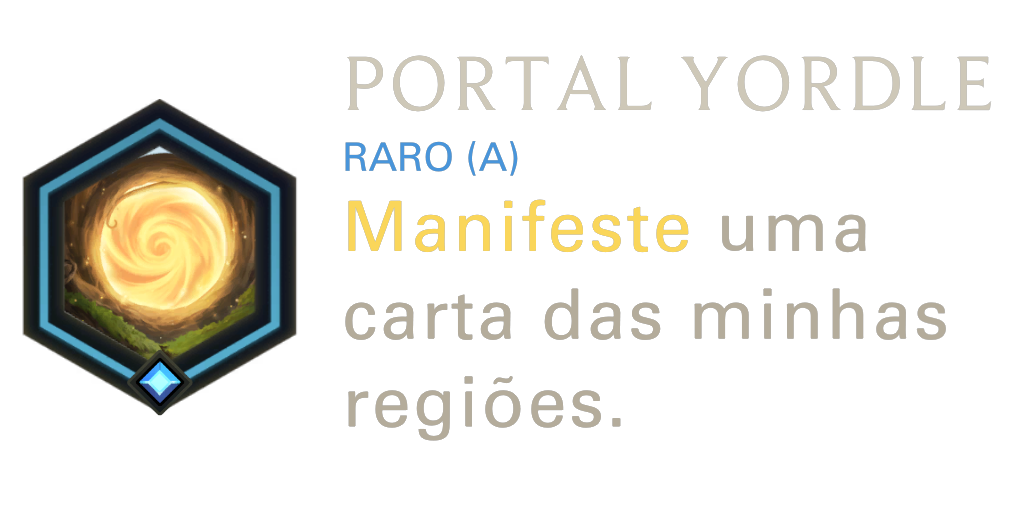 PORTAL YORDLE
RARO (A)
Manifeste uma
carta das minhas
regiões.